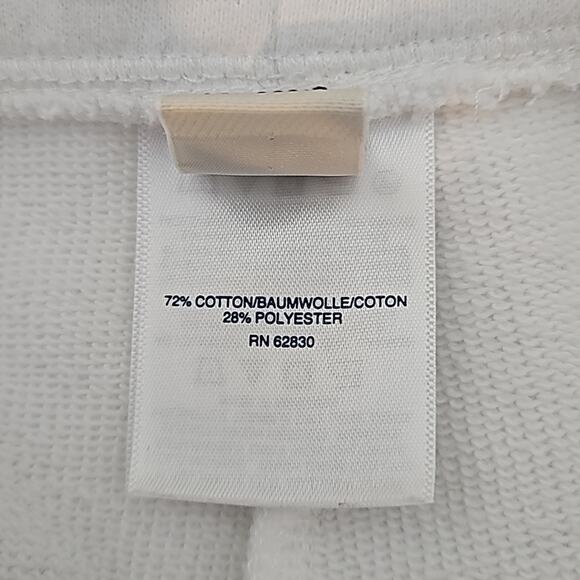 72% COTTON/BAUMWOLLE/COTON
28% POLYESTER
RN 62830